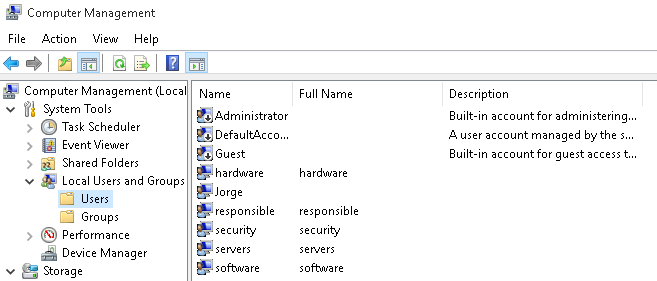 Computer Management
File Action View Help
Computer Management (Local
System Tools
Task Scheduler
Event Viewer
Shared Folders
Local Users and Groups
Users
Groups
Performance
Device Manager
Storage
Name Full Name Description
Administrator Built-in account for administering...
DefaultAcco... A user account managed by the s...
Guest Built-in account for guest access t...
hardware hardware
Jorge
responsible responsible
security security
servers servers
software software